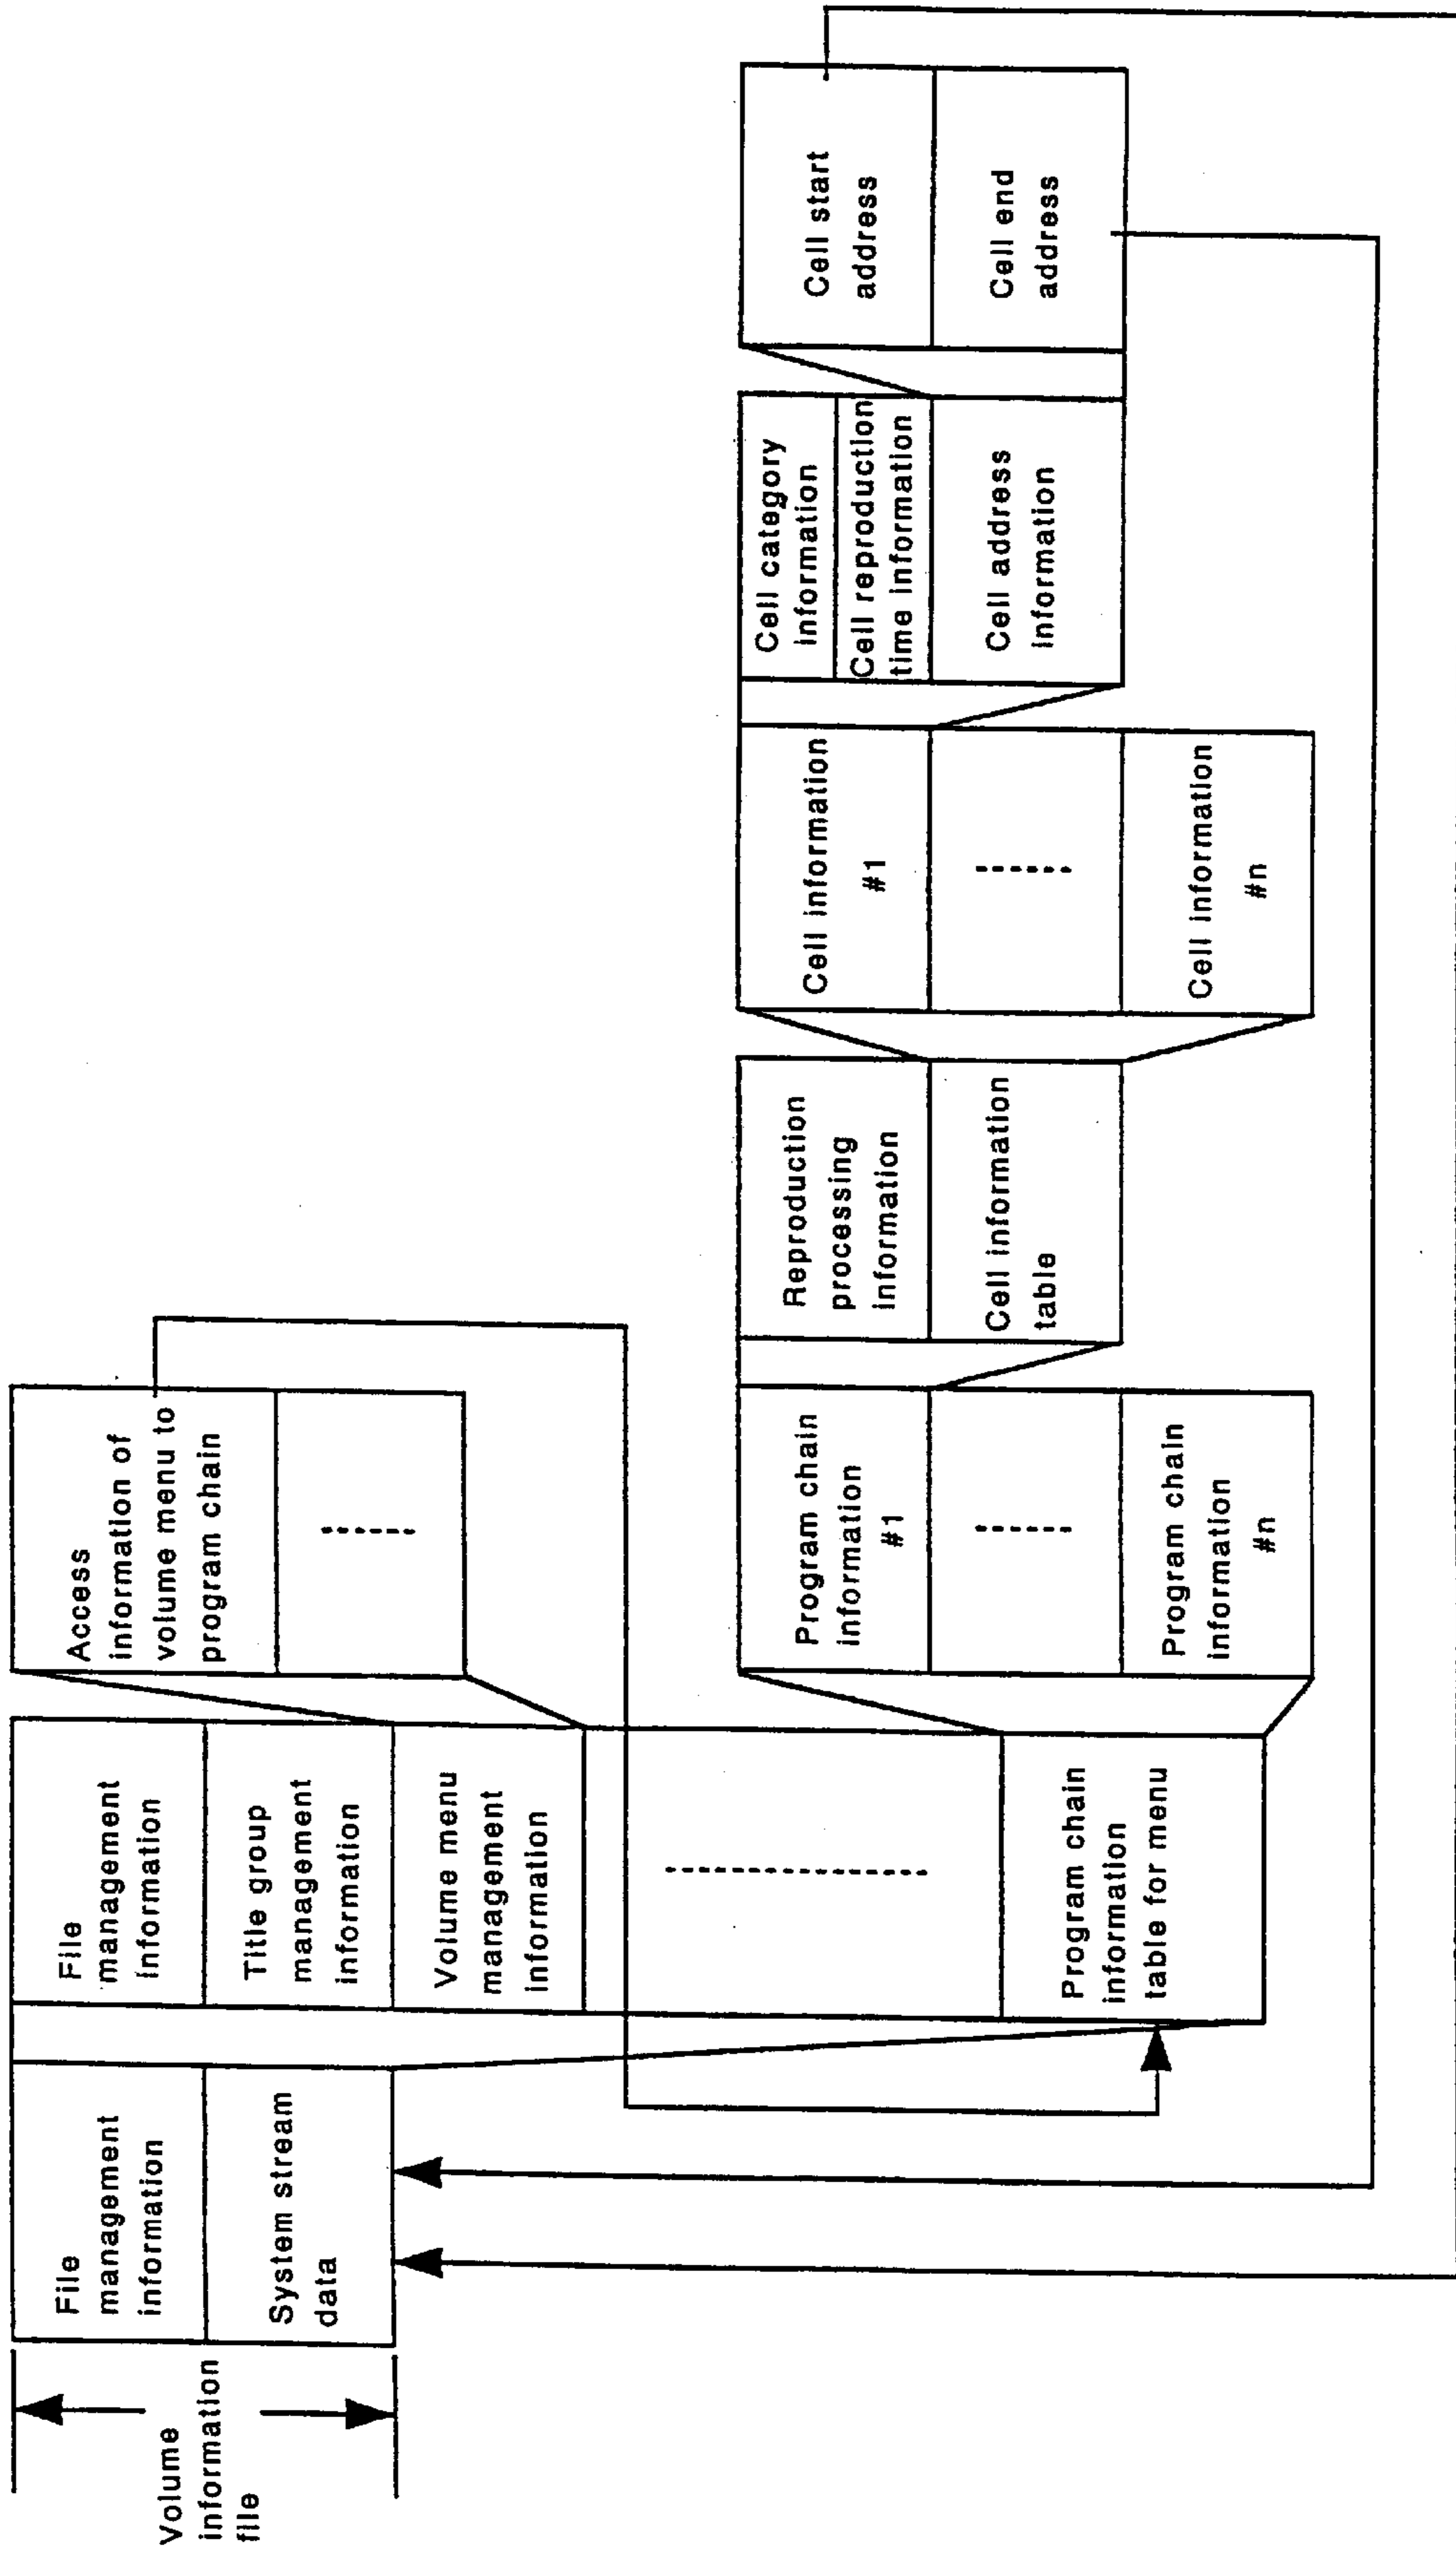 Volume
information
file
File
management
information
System stream
data
File
management
information
Title group
management
information
Volume menu
management
information
Program chain
information
table for menu
Access
information of
volume menu to
program chain
Program chain
information
#1
Program chain
information
#n
Reproduction
processing
information
Cell information
table
Cell information
#1
Cell information
#n
Cell category
information
Cell reproduction
time information
Cell address
information
Cell start
address
Cell end
address